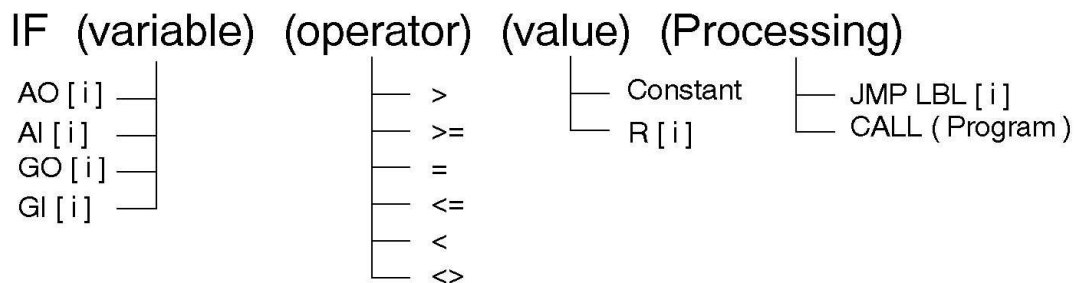 IF (variable) (operator) (value) (Processing)
AO [ i ]
AI [ i ]
GO [ i ]
GI [ i ]
>
>=
=
<=
<
<>
Constant
R [ i ]
JMP LBL [ i ]
CALL ( Program )